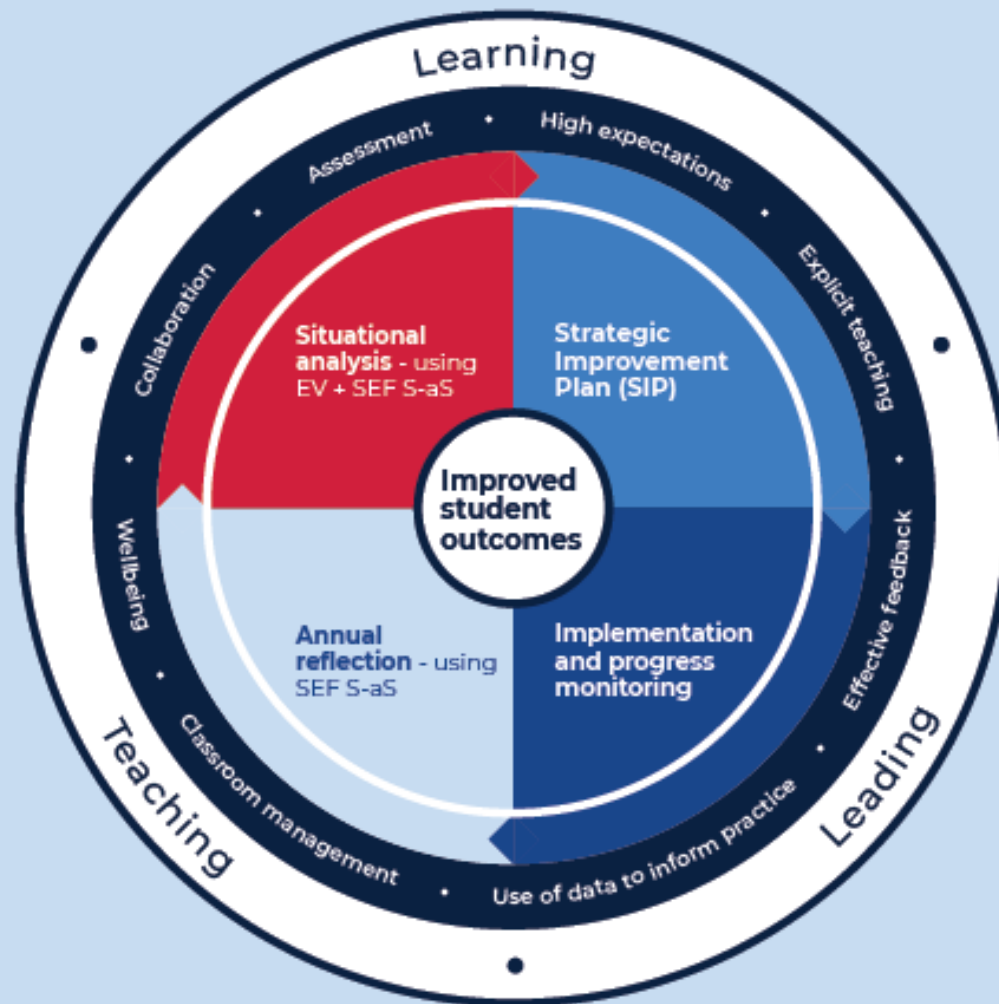 Learning
Assessment
High expectations
Collaboration
Explicit teaching
Situational
analysis - using
EV + SEF S-aS
Strategic
Improvement
Plan (SIP)
Improved
student
outcomes
Wellbeing
Effective feedback
Annual
reflection - using
SEF S-aS
Implementation
and progress
monitoring
Classroom management
Use of data to inform practice
Teaching
Leading